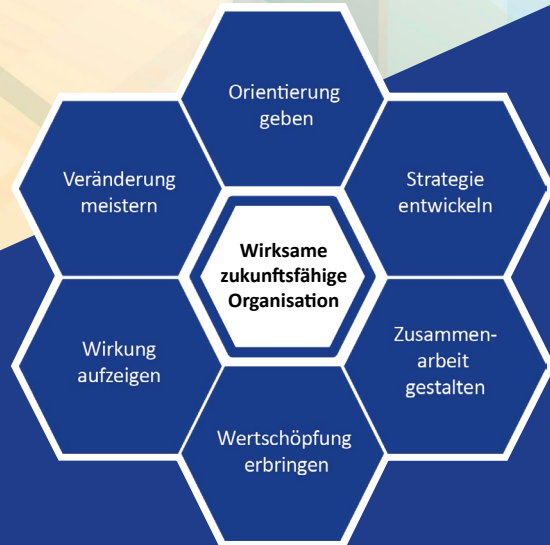 Orientierung
geben
Veränderung
meistern
Strategie
entwickeln
Wirksame
zukunftsfähige
Organisation
Wirkung
aufzeigen
Zusammen-
arbeit
gestalten
Wertschöpfung
erbringen